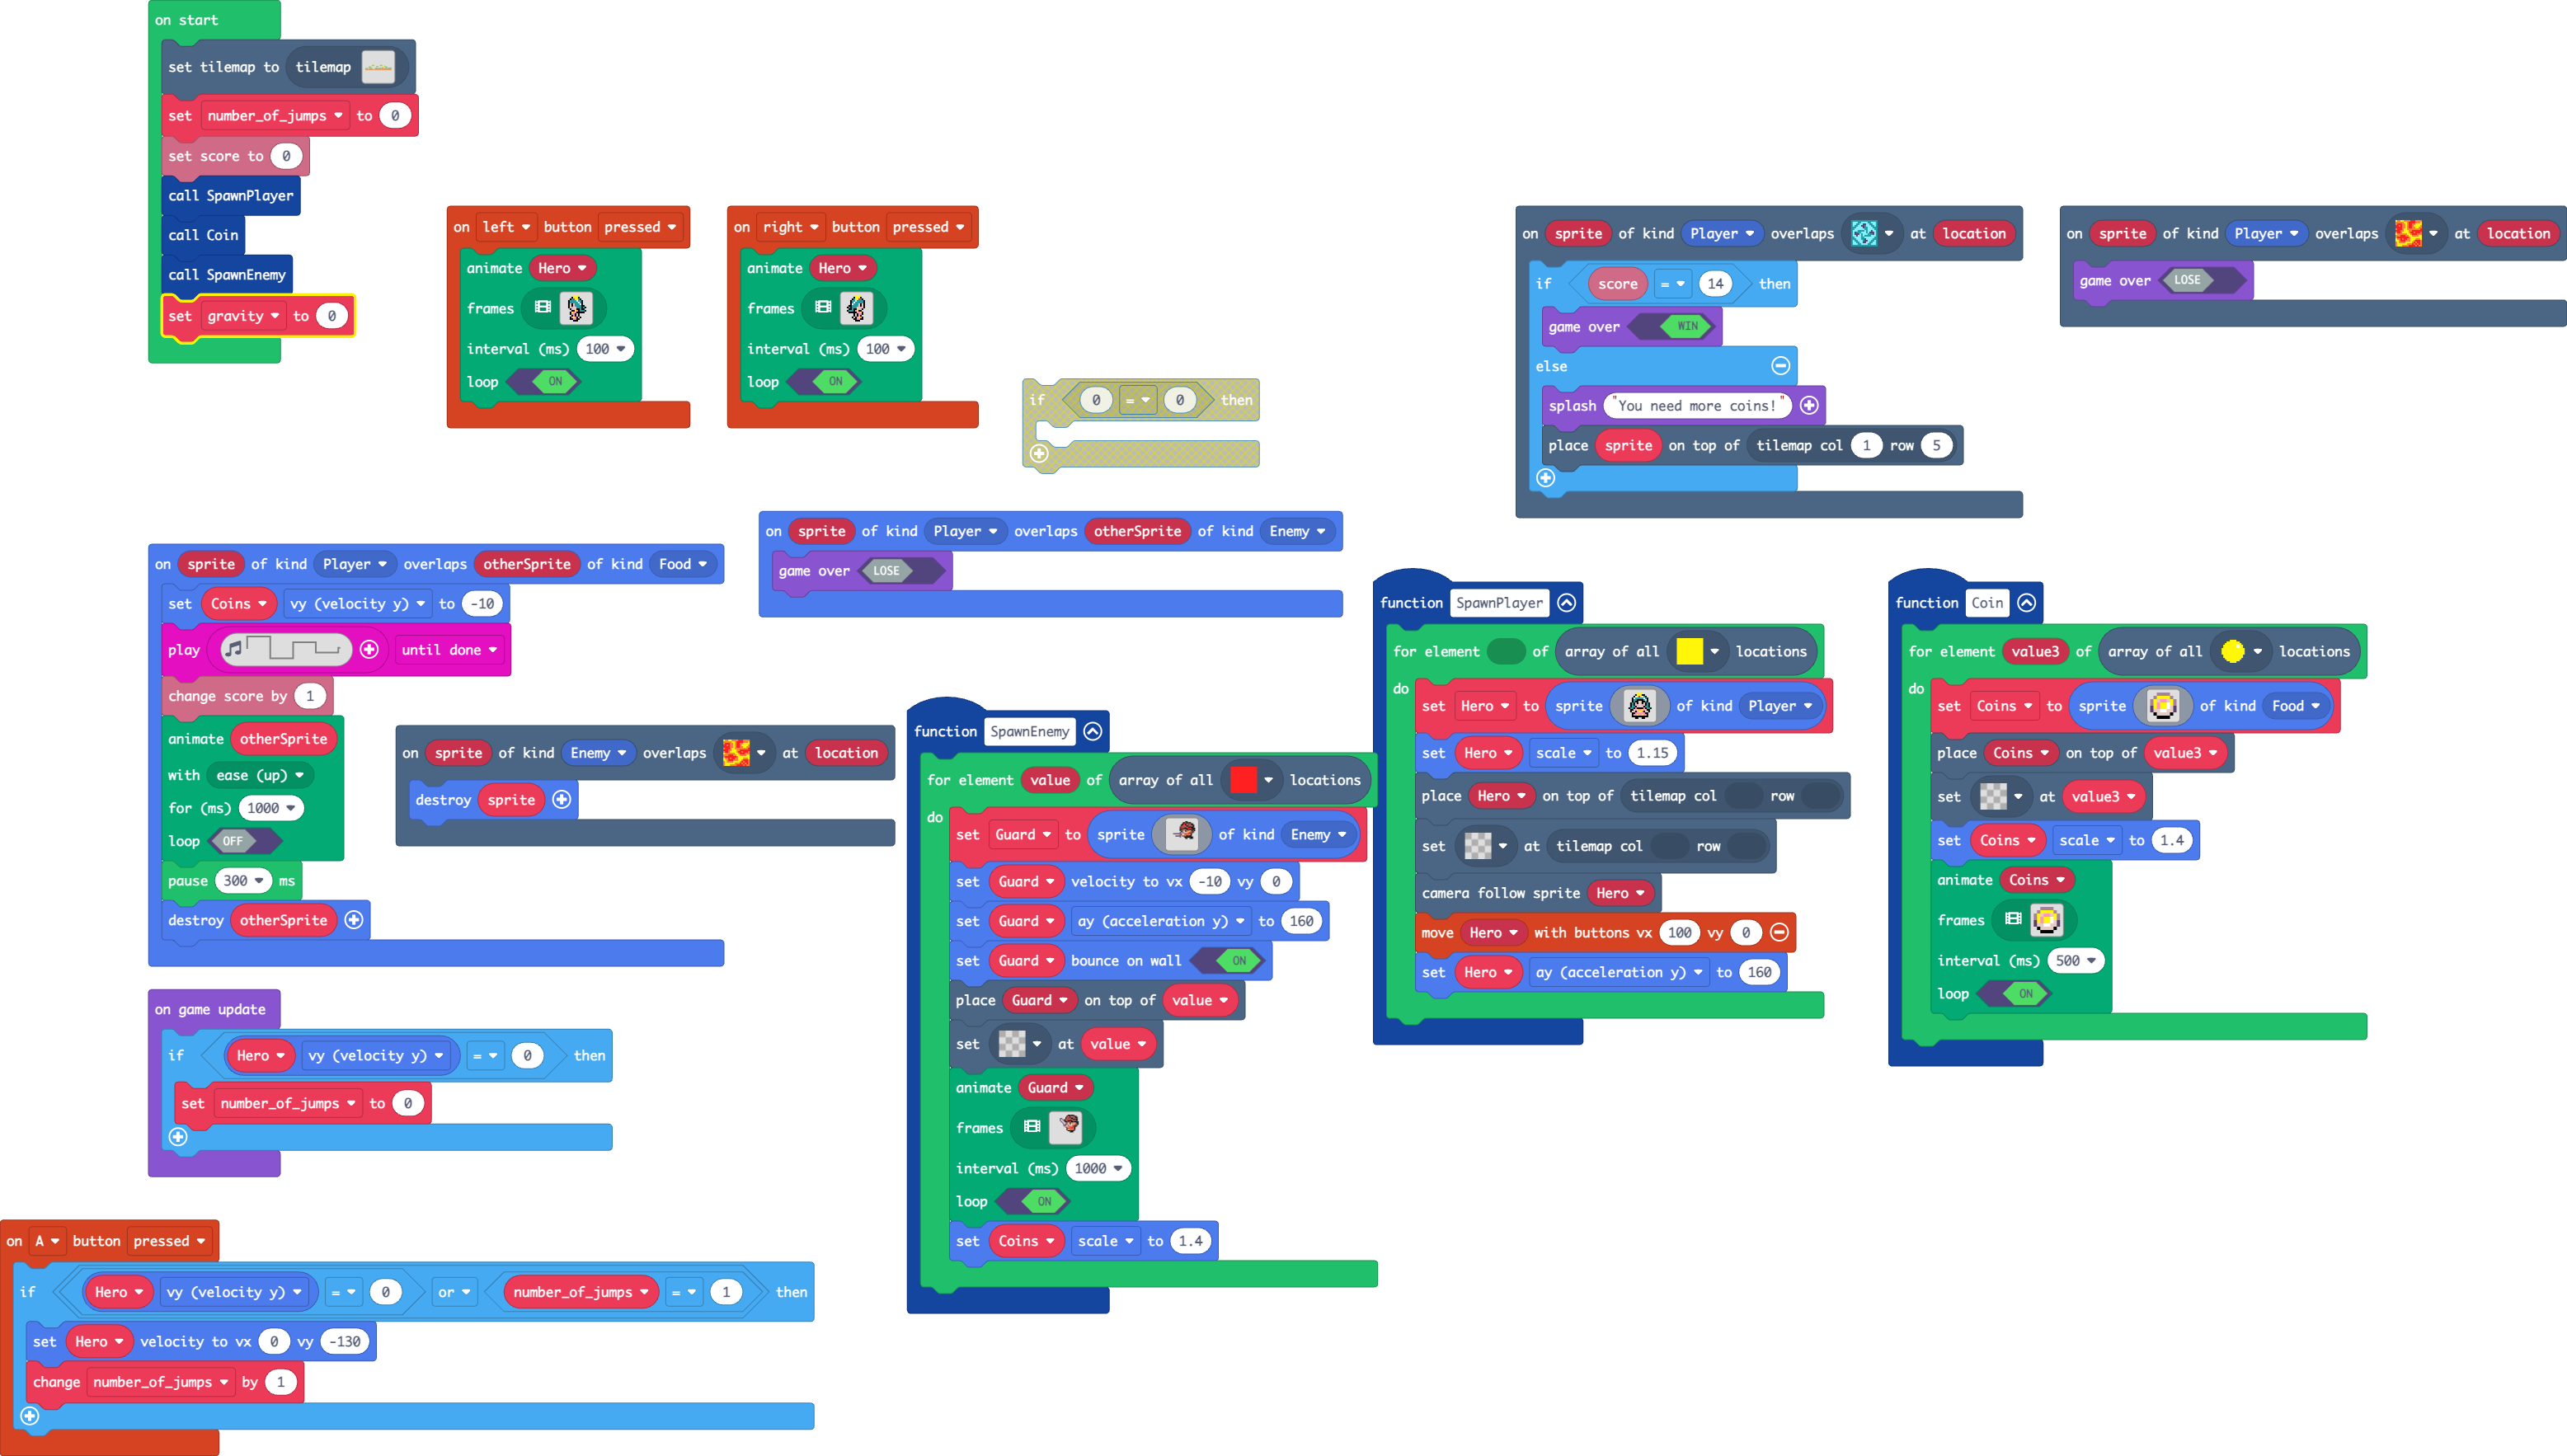 on start
set tilemap to tilemap
set number_of_jumps to 0
set score to 0
call SpawnPlayer
call Coin
call SpawnEnemy
set gravity to 0
on left button pressed
animate Hero
frames
interval (ms) 100
loop ON
on right button pressed
animate Hero
frames
interval (ms) 100
loop ON
if 0 = 0 then
on sprite of kind Player overlaps at location
if score = 14 then
game over WIN
else
splash "You need more coins!"
place sprite on top of tilemap col 1 row 5
on sprite of kind Player overlaps at location
game over LOSE
on sprite of kind Player overlaps otherSprite of kind Food
set Coins vy (velocity y) to -10
play until done
change score by 1
animate otherSprite
with ease (up)
for (ms) 1000
loop OFF
pause 300 ms
destroy otherSprite
on sprite of kind Player overlaps otherSprite of kind Enemy
game over LOSE
on sprite of kind Enemy overlaps at location
destroy sprite
function SpawnEnemy
for element value of array of all locations
do
set Guard to sprite of kind Enemy
set Guard velocity to vx -10 vy 0
set Guard ay (acceleration y) to 160
set Guard bounce on wall ON
place Guard on top of value
set at value
animate Guard
frames
interval (ms) 1000
loop ON
set Coins scale to 1.4
function SpawnPlayer
for element of array of all locations
do
set Hero to sprite of kind Player
set Hero scale to 1.15
place Hero on top of tilemap col row
set at tilemap col row
camera follow sprite Hero
move Hero with buttons vx 100 vy 0
set Hero ay (acceleration y) to 160
function Coin
for element value3 of array of all locations
do
set Coins to sprite of kind Food
place Coins on top of value3
set at value3
set Coins scale to 1.4
animate Coins
frames
interval (ms) 500
loop ON
on game update
if Hero vy (velocity y) = 0 then
set number_of_jumps to 0
on A button pressed
if Hero vy (velocity y) = 0 or number_of_jumps = 1 then
set Hero velocity to vx 0 vy -130
change number_of_jumps by 1